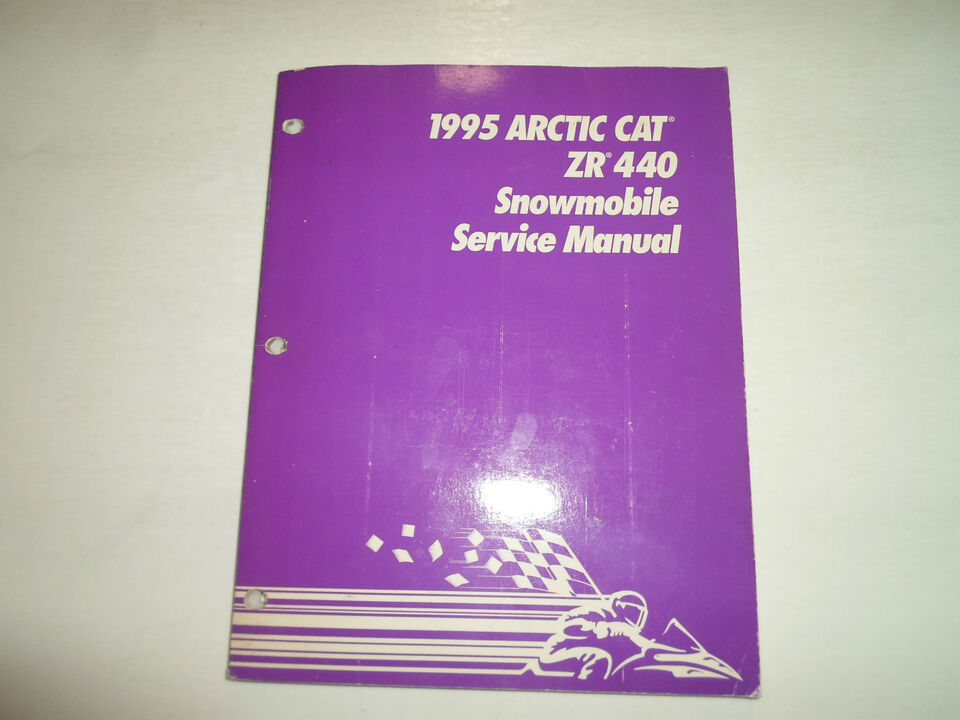 1995 ARCTIC CAT®
ZR® 440
Snowmobile
Service Manual